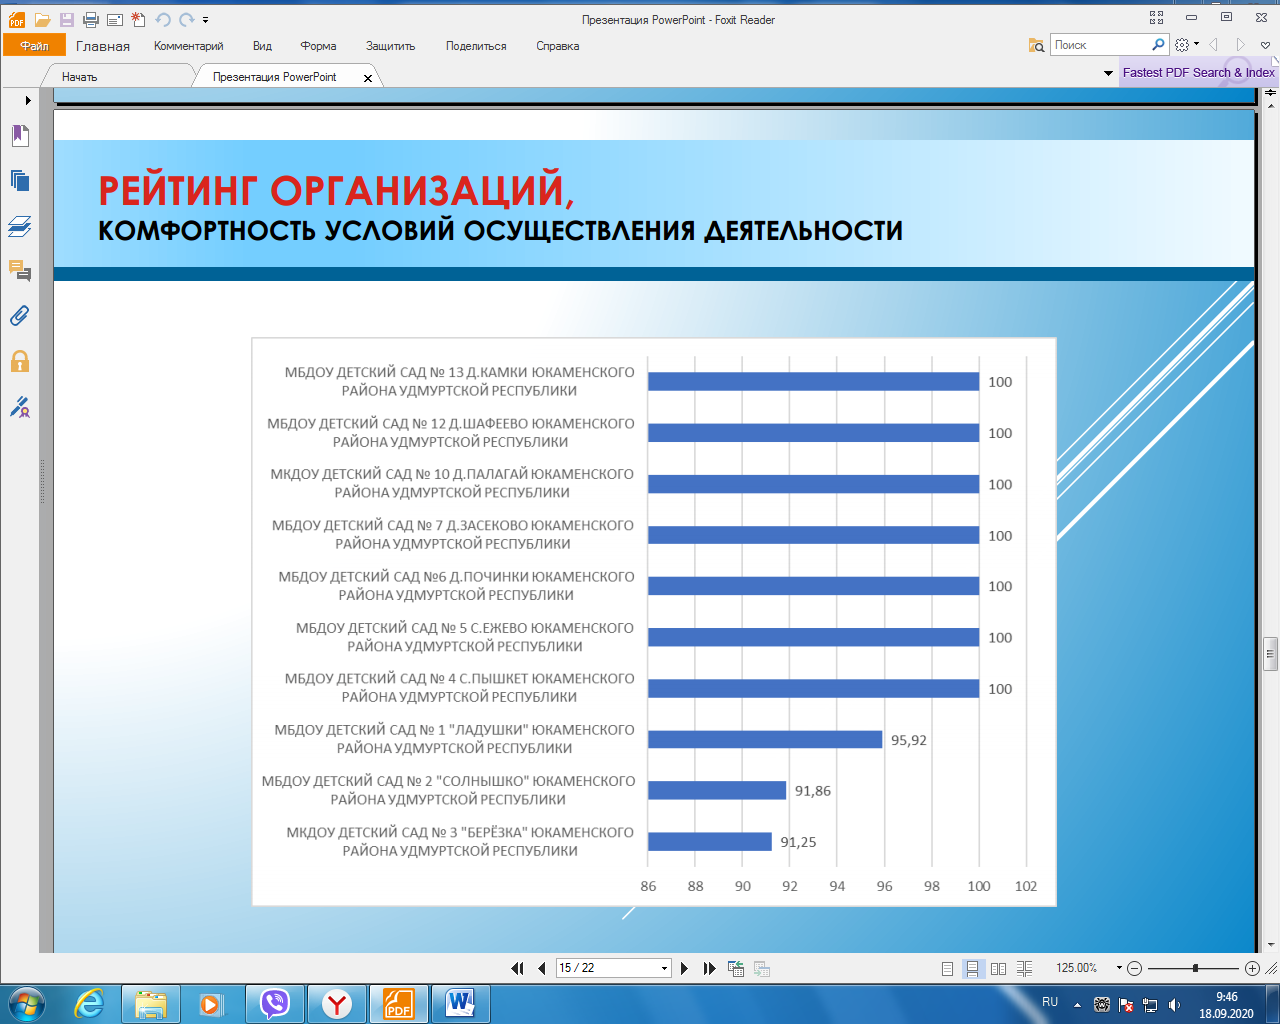 Презентация PowerPoint - Foxit Reader
Файл
Главная
Комментарий
Вид
Форма
Защитить
Поделиться
Справка
Поиск
Начать
Презентация PowerPoint
Fastest PDF Search & Index
РЕЙТИНГ ОРГАНИЗАЦИЙ,
КОМФОРТНОСТЬ УСЛОВИЙ ОСУЩЕСТВЛЕНИЯ ДЕЯТЕЛЬНОСТИ
МБДОУ ДЕТСКИЙ САД № 13 Д.КАМКИ ЮКАМЕНСКОГО
РАЙОНА УДМУРТСКОЙ РЕСПУБЛИКИ
100
МБДОУ ДЕТСКИЙ САД № 12 Д.ШАФЕЕВО ЮКАМЕНСКОГО
РАЙОНА УДМУРТСКОЙ РЕСПУБЛИКИ
100
МКДОУ ДЕТСКИЙ САД № 10 Д.ПАЛАГАЙ ЮКАМЕНСКОГО
РАЙОНА УДМУРТСКОЙ РЕСПУБЛИКИ
100
МБДОУ ДЕТСКИЙ САД № 7 Д.ЗАСЕКОВО ЮКАМЕНСКОГО
РАЙОНА УДМУРТСКОЙ РЕСПУБЛИКИ
100
МБДОУ ДЕТСКИЙ САД №6 Д.ПОЧИНКИ ЮКАМЕНСКОГО
РАЙОНА УДМУРТСКОЙ РЕСПУБЛИКИ
100
МБДОУ ДЕТСКИЙ САД № 5 С.ЕЖЕВО ЮКАМЕНСКОГО
РАЙОНА УДМУРТСКОЙ РЕСПУБЛИКИ
100
МБДОУ ДЕТСКИЙ САД № 4 С.ПЫШКЕТ ЮКАМЕНСКОГО
РАЙОНА УДМУРТСКОЙ РЕСПУБЛИКИ
100
МБДОУ ДЕТСКИЙ САД № 1 "ЛАДУШКИ" ЮКАМЕНСКОГО
РАЙОНА УДМУРТСКОЙ РЕСПУБЛИКИ
95,92
МБДОУ ДЕТСКИЙ САД № 2 "СОЛНЫШКО" ЮКАМЕНСКОГО
РАЙОНА УДМУРТСКОЙ РЕСПУБЛИКИ
91,86
МКДОУ ДЕТСКИЙ САД № 3 "БЕРЁЗКА" ЮКАМЕНСКОГО
РАЙОНА УДМУРТСКОЙ РЕСПУБЛИКИ
91,25
86 88 90 92 94 96 98 100 102
15 / 22
125.00%
RU
9:46
18.09.2020